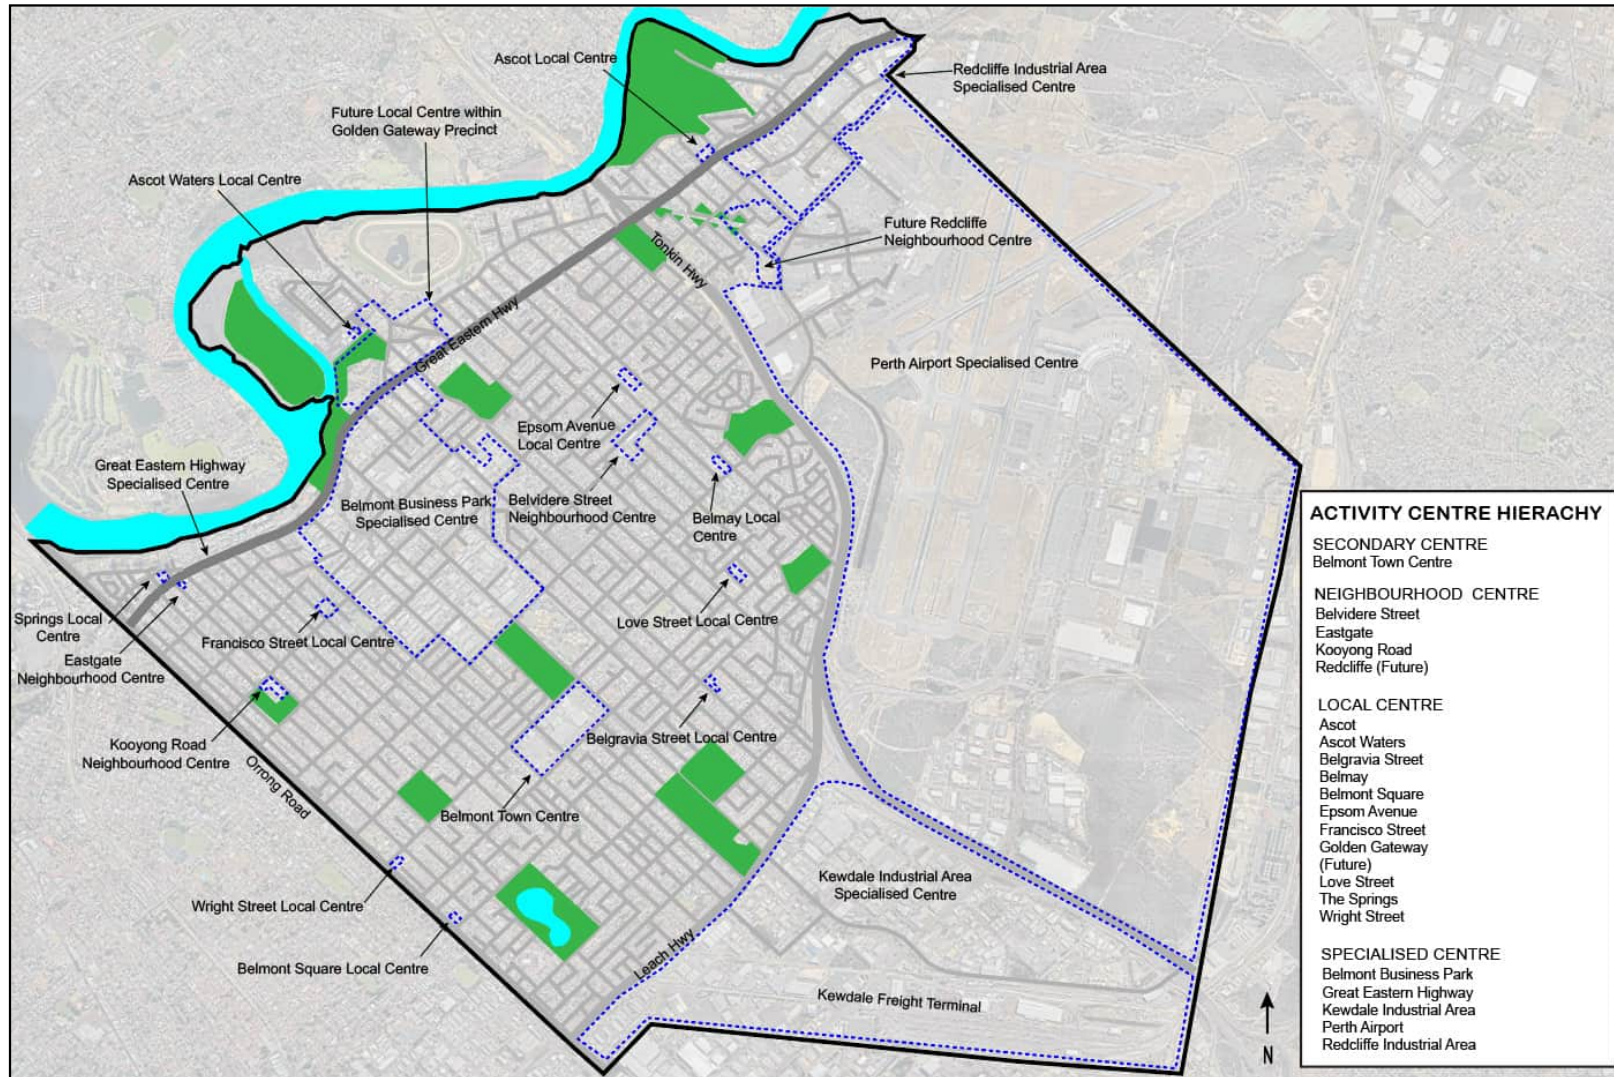 Ascot Local Centre
Redcliffe Industrial Area
Specialised Centre
Future Local Centre within
Golden Gateway Precinct
Ascot Waters Local Centre
Future Redcliffe
Neighbourhood Centre
Tonkin Hwy
Great Eastern Hwy
Perth Airport Specialised Centre
Epsom Avenue
Local Centre
Great Eastern Highway
Specialised Centre
Belmont Business Park
Specialised Centre
Belvidere Street
Neighbourhood Centre
Belmay Local
Centre
Springs Local
Centre
Francisco Street Local Centre
Love Street Local Centre
Eastgate
Neighbourhood Centre
Kooyong Road
Neighbourhood Centre
Belgravia Street Local Centre
Orrong Road
Belmont Town Centre
Kewdale Industrial Area
Specialised Centre
Wright Street Local Centre
Belmont Square Local Centre
Leach Hwy
Kewdale Freight Terminal
N
ACTIVITY CENTRE HIERACHY
SECONDARY CENTRE
Belmont Town Centre
NEIGHBOURHOOD CENTRE
Belvidere Street
Eastgate
Kooyong Road
Redcliffe (Future)
LOCAL CENTRE
Ascot
Ascot Waters
Belgravia Street
Belmay
Belmont Square
Epsom Avenue
Francisco Street
Golden Gateway
(Future)
Love Street
The Springs
Wright Street
SPECIALISED CENTRE
Belmont Business Park
Great Eastern Highway
Kewdale Industrial Area
Perth Airport
Redcliffe Industrial Area